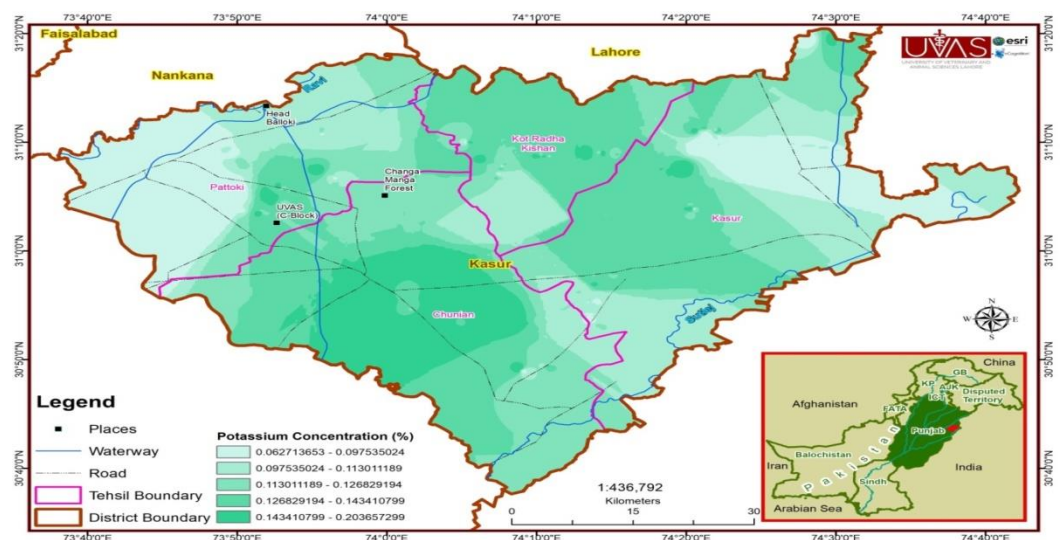 73°40'0"E
73°50'0"E
74°0'0"E
74°10'0"E
74°20'0"E
74°30'0"E
74°40'0"E
31°20'0"N
31°10'0"N
31°0'0"N
30°50'0"N
30°40'0"N
31°20'0"N
31°10'0"N
31°0'0"N
30°50'0"N
30°40'0"N
Faisalabad
Nankana
Lahore
UVAS
UNIVERSITY OF VETERINARY AND
ANIMAL SCIENCES LAHORE
esri
eCognition
Ravi
Head
Balloki
Kot Radha
Kishan
Changa
Manga
Forest
Pattoki
UVAS
(C-Block)
Kasur
Kasur
Chunian
Sutlej
N
W
E
S
Legend
Places
Waterway
Road
Tehsil Boundary
District Boundary
Potassium Concentration (%)
0.062713653 - 0.097535024
0.097535024 - 0.113011189
0.113011189 - 0.126829194
0.126829194 - 0.143410799
0.143410799 - 0.203657299
1:436,792
Kilometers
0
15
30
China
GB
KP
AJK
ICT
Disputed
Territory
Afghanistan
FATA
Punjab
Pakistan
Balochistan
Iran
India
Sindh
Arabian Sea
73°40'0"E
73°50'0"E
74°0'0"E
74°10'0"E
74°20'0"E
74°30'0"E
74°40'0"E